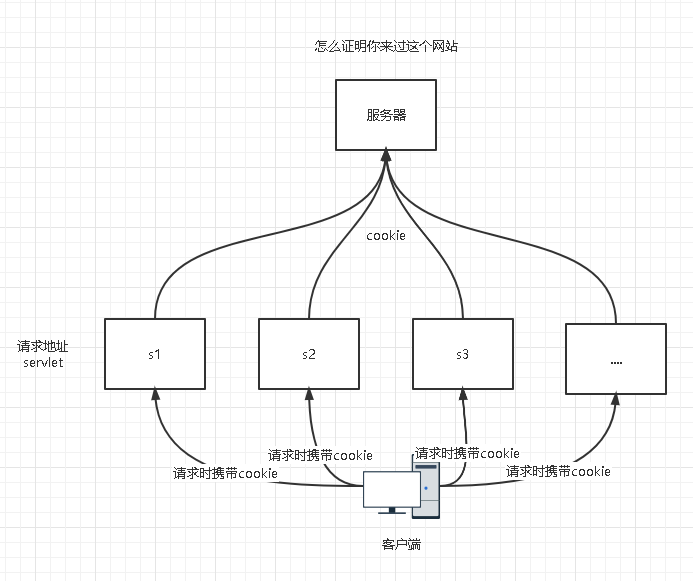 怎么证明你来过这个网站
服务器
cookie
请求地址
servlet
s1
s2
s3
....
请求时携带cookie
请求时携带cookie
请求时携带cookie
请求时携带cookie
客户端